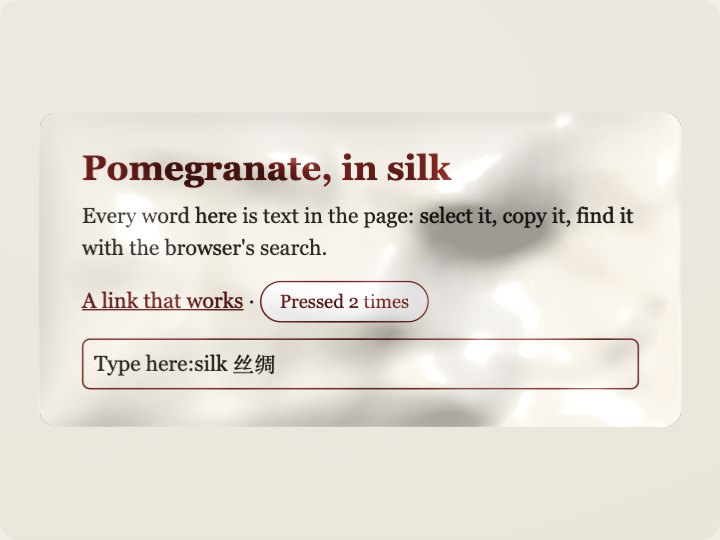 Pomegranate, in silk
Every word here is text in the page: select it, copy it, find it
with the browser's search.
A link that works · Pressed 2 times
Type here:silk 丝绸